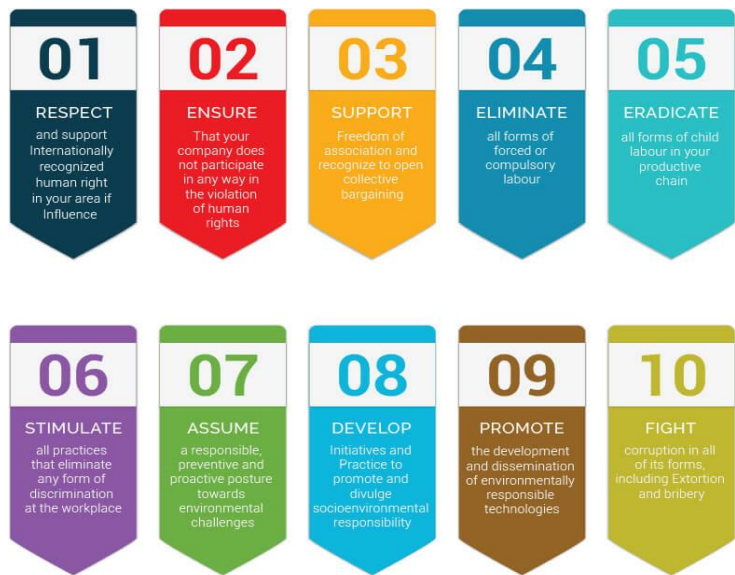 01
RESPECT
and support
Internationally
recognized
human right
in your area if
Influence
02
ENSURE
That your
company does
not participate
in any way in
the violation
of human
rights
03
SUPPORT
Freedom of
association and
recognize to open
collective
bargaining
04
ELIMINATE
all forms of
forced or
compulsory
labour
05
ERADICATE
all forms of child
labour in your
productive
chain
06
STIMULATE
all practices
that eliminate
any form of
discrimination
at the workplace
07
ASSUME
a responsible,
preventive and
proactive posture
towards
environmental
challenges
08
DEVELOP
Initiatives and
Practice to
promote and
divulge
socioenvironmental
responsibility
09
PROMOTE
the development
and dissemination
of environmentally
responsible
technologies
10
FIGHT
corruption in all
of its forms,
including Extortion
and bribery